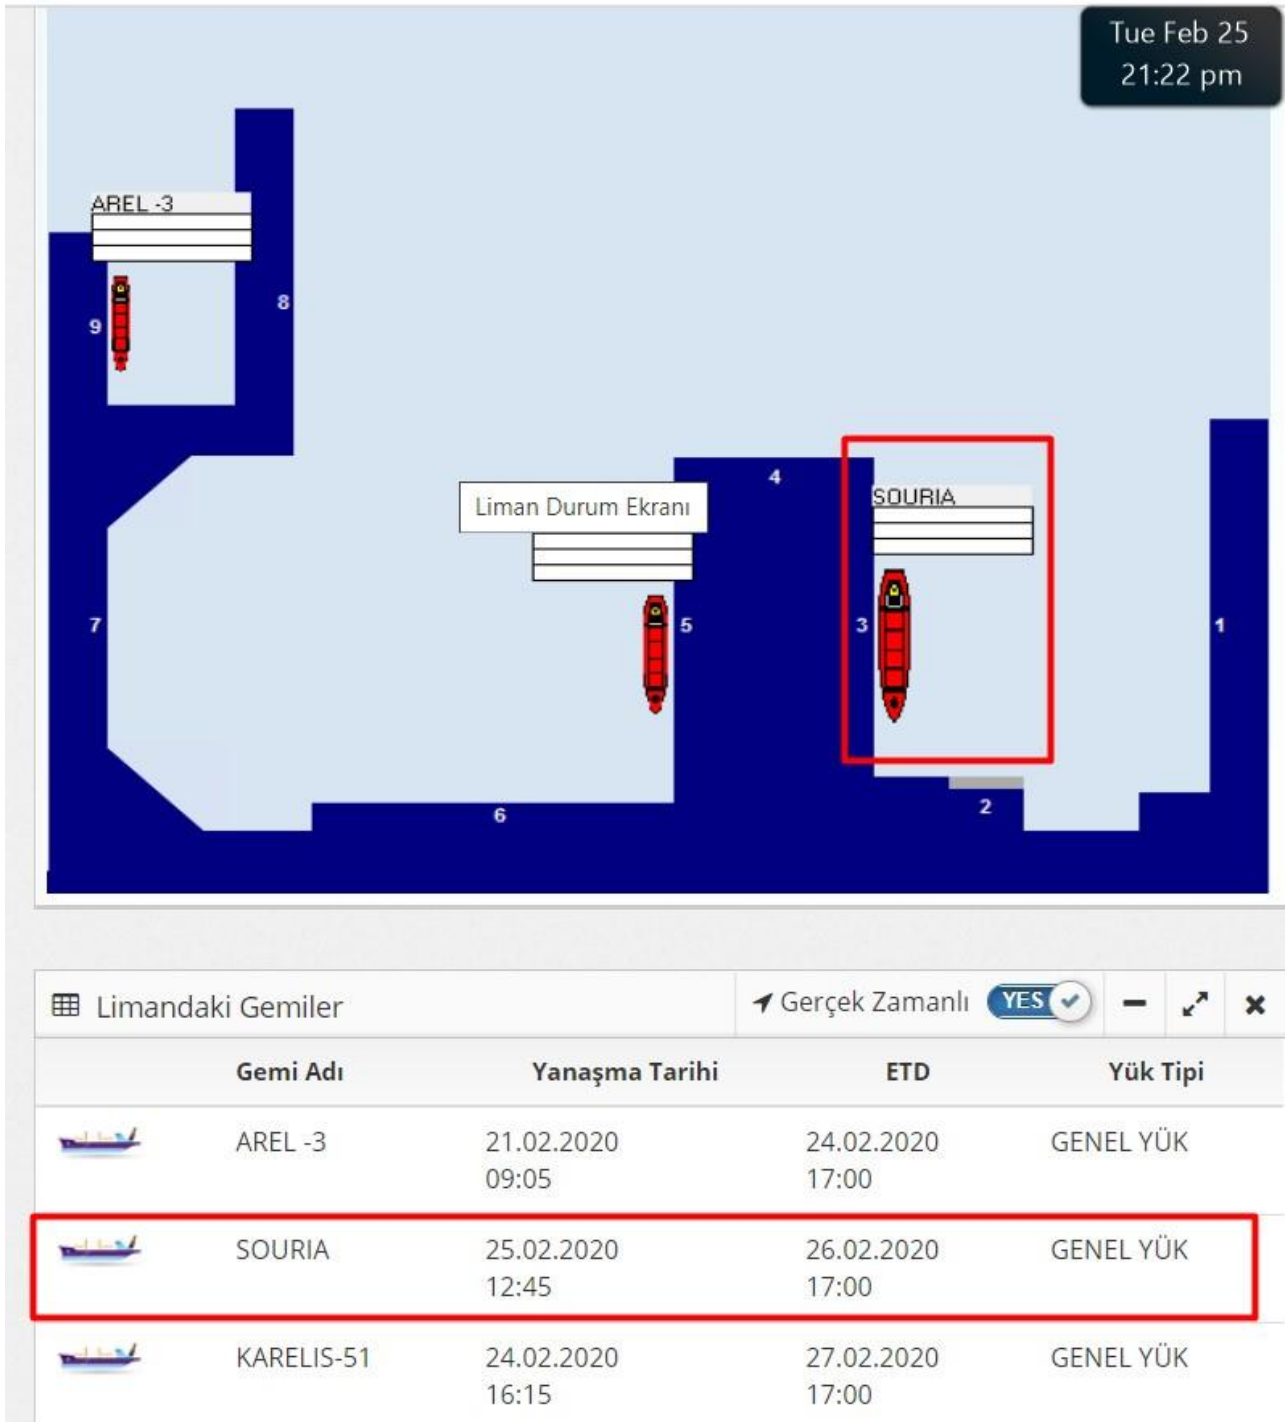 Tue Feb 25
21:22 pm
AREL -3
8
9
4
Liman Durum Ekranı
SOURIA
7
5
3
1
6
2
Limandaki Gemiler
Gerçek Zamanlı YES
Gemi Adı Yanaşma Tarihi ETD Yük Tipi
AREL -3 21.02.2020 24.02.2020 GENEL YÜK
09:05 17:00
SOURIA 25.02.2020 26.02.2020 GENEL YÜK
12:45 17:00
KARELIS-51 24.02.2020 27.02.2020 GENEL YÜK
16:15 17:00